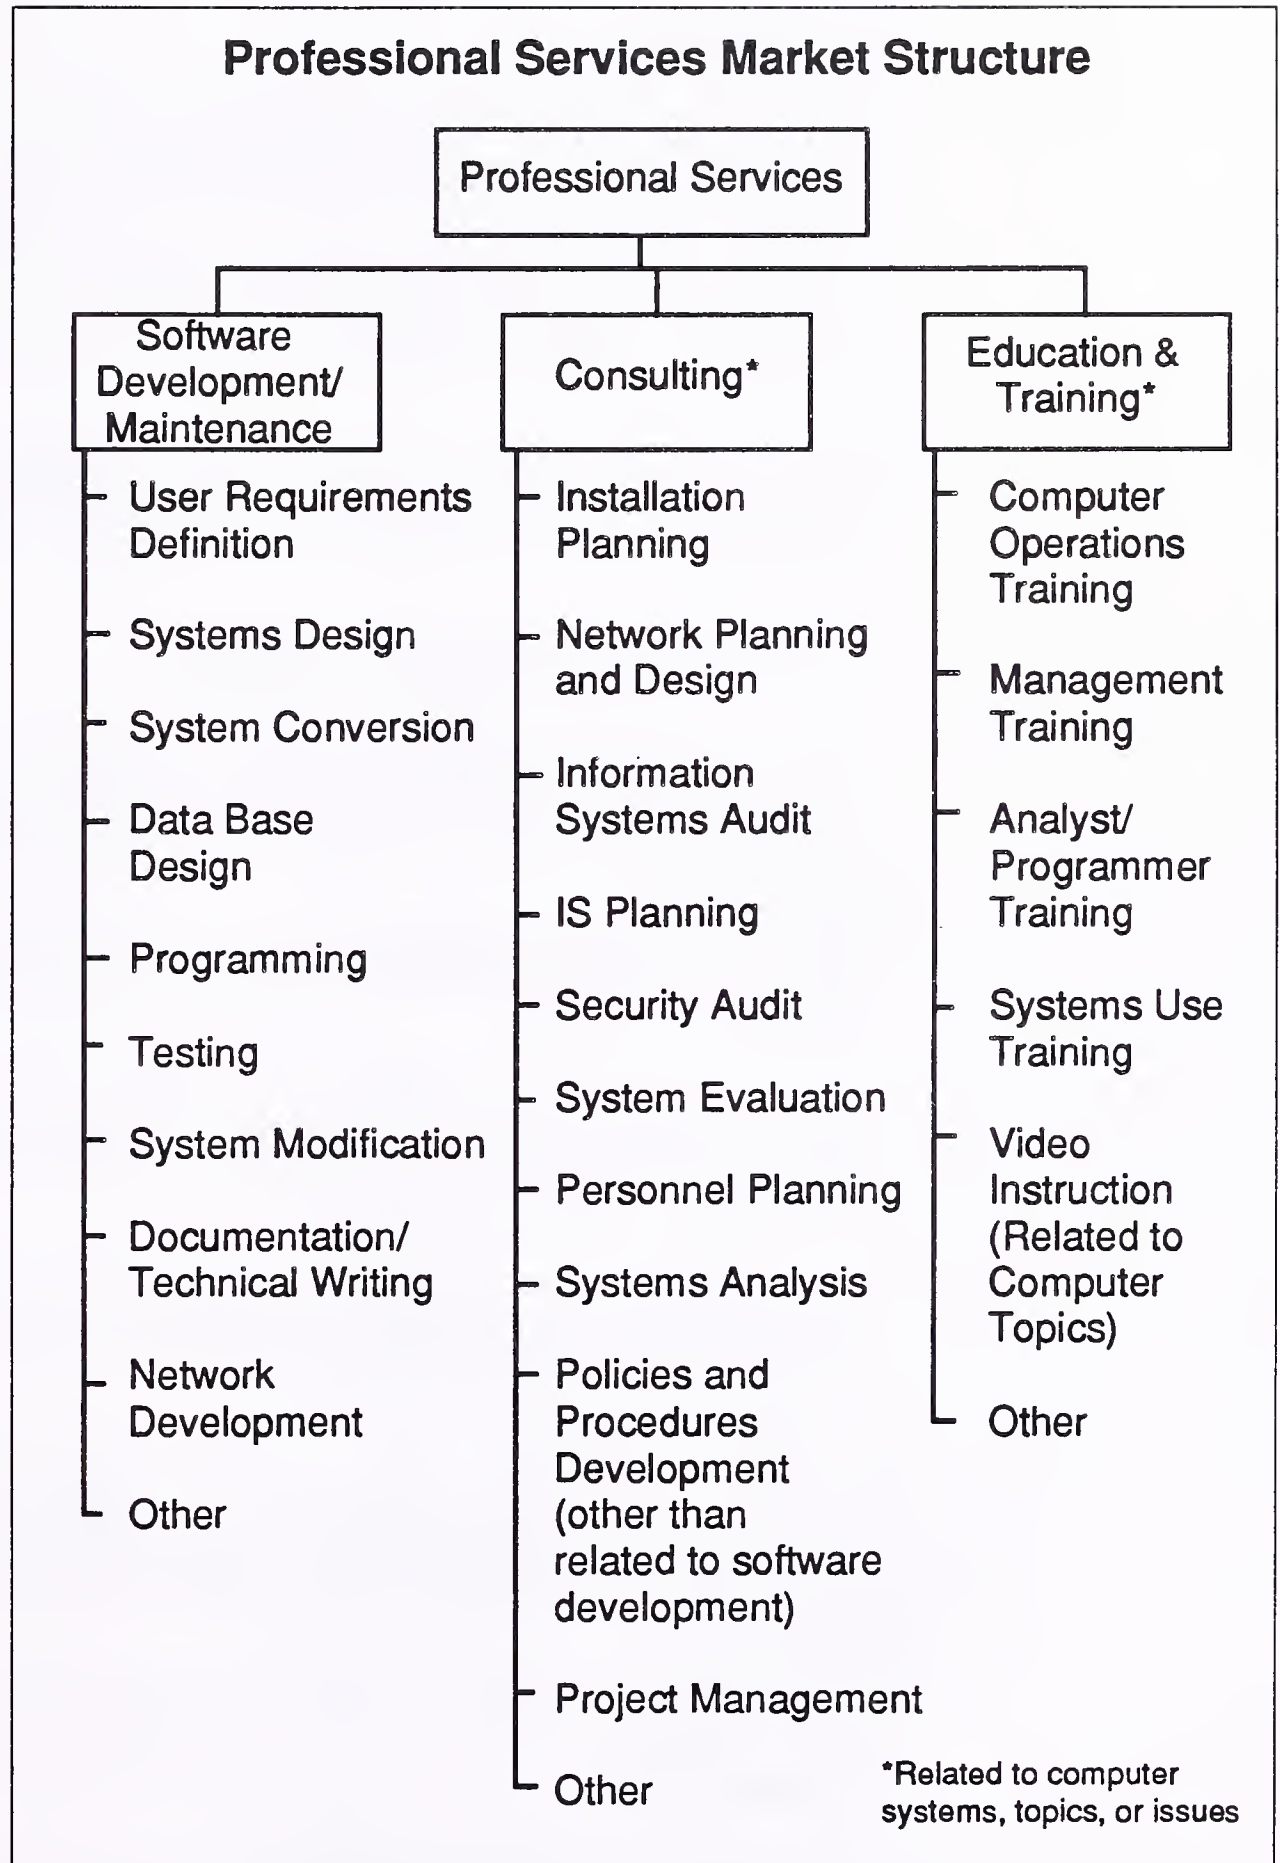 Professional Services Market Structure
Professional Services
Software
Development/
Maintenance
User Requirements
Definition
Systems Design
System Conversion
Data Base
Design
Programming
Testing
System Modification
Documentation/
Technical Writing
Network
Development
Other
Consulting*
Installation
Planning
Network Planning
and Design
Information
Systems Audit
IS Planning
Security Audit
System Evaluation
Personnel Planning
Systems Analysis
Policies and
Procedures
Development
(other than
related to software
development)
Project Management
Other
Education &
Training*
Computer
Operations
Training
Management
Training
Analyst/
Programmer
Training
Systems Use
Training
Video
Instruction
(Related to
Computer
Topics)
Other
*Related to computer
systems, topics, or issues